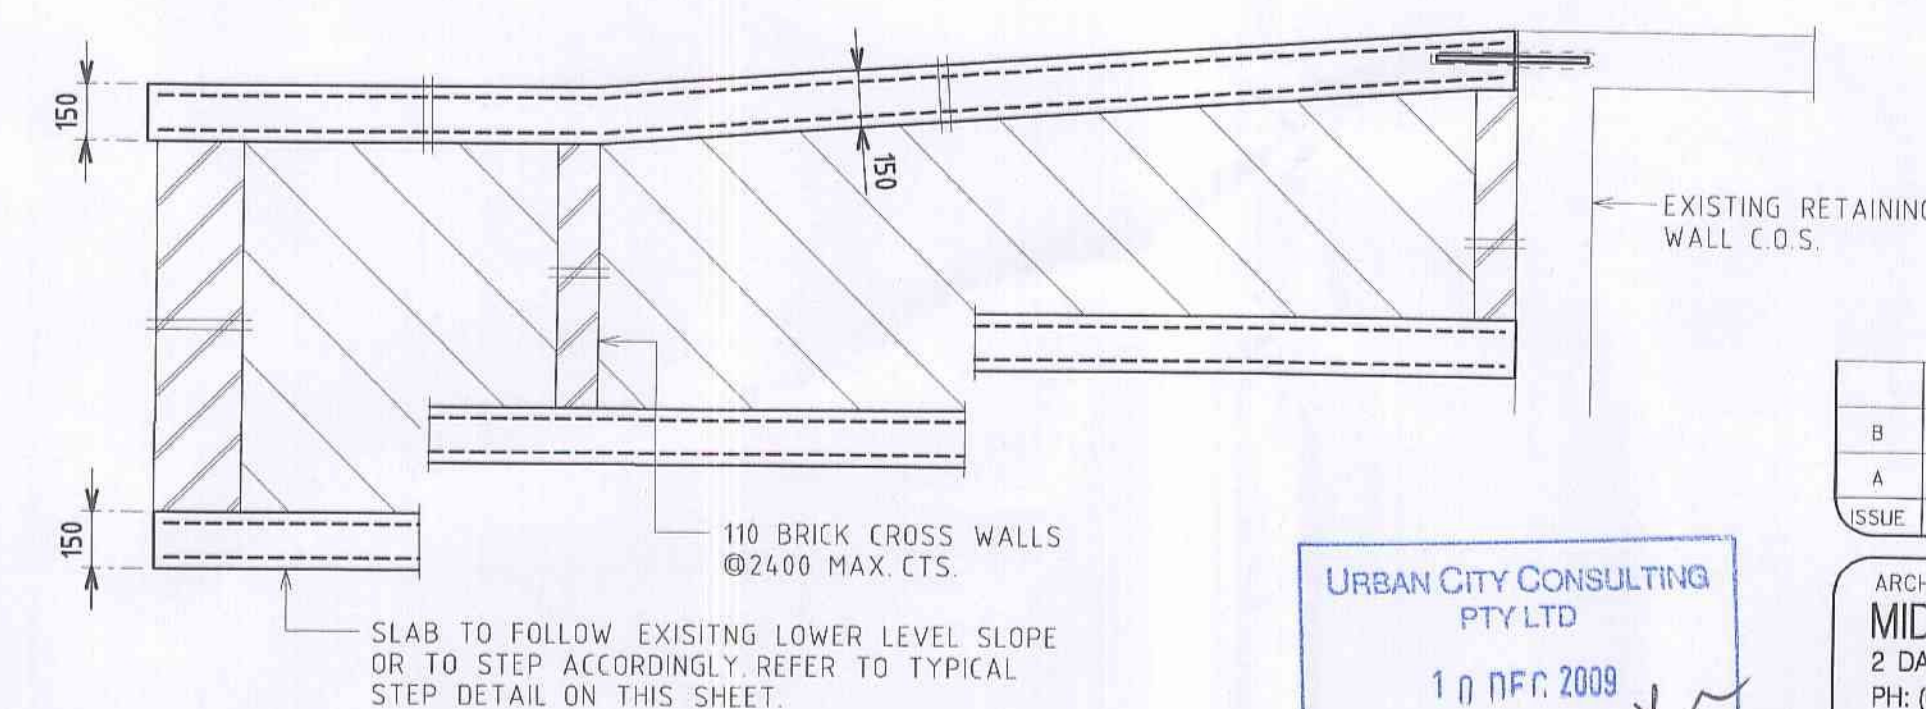 150
150
EXISTING RETAINING
WALL C.O.S.
110 BRICK CROSS WALLS
@2400 MAX. CTS.
150
SLAB TO FOLLOW EXISITNG LOWER LEVEL SLOPE
OR TO STEP ACCORDINGLY. REFER TO TYPICAL
STEP DETAIL ON THIS SHEET.
URBAN CITY CONSULTING
PTY LTD
10 DEC 2009
B
A
ISSUE
ARCH
MID
2 DA
PH: (